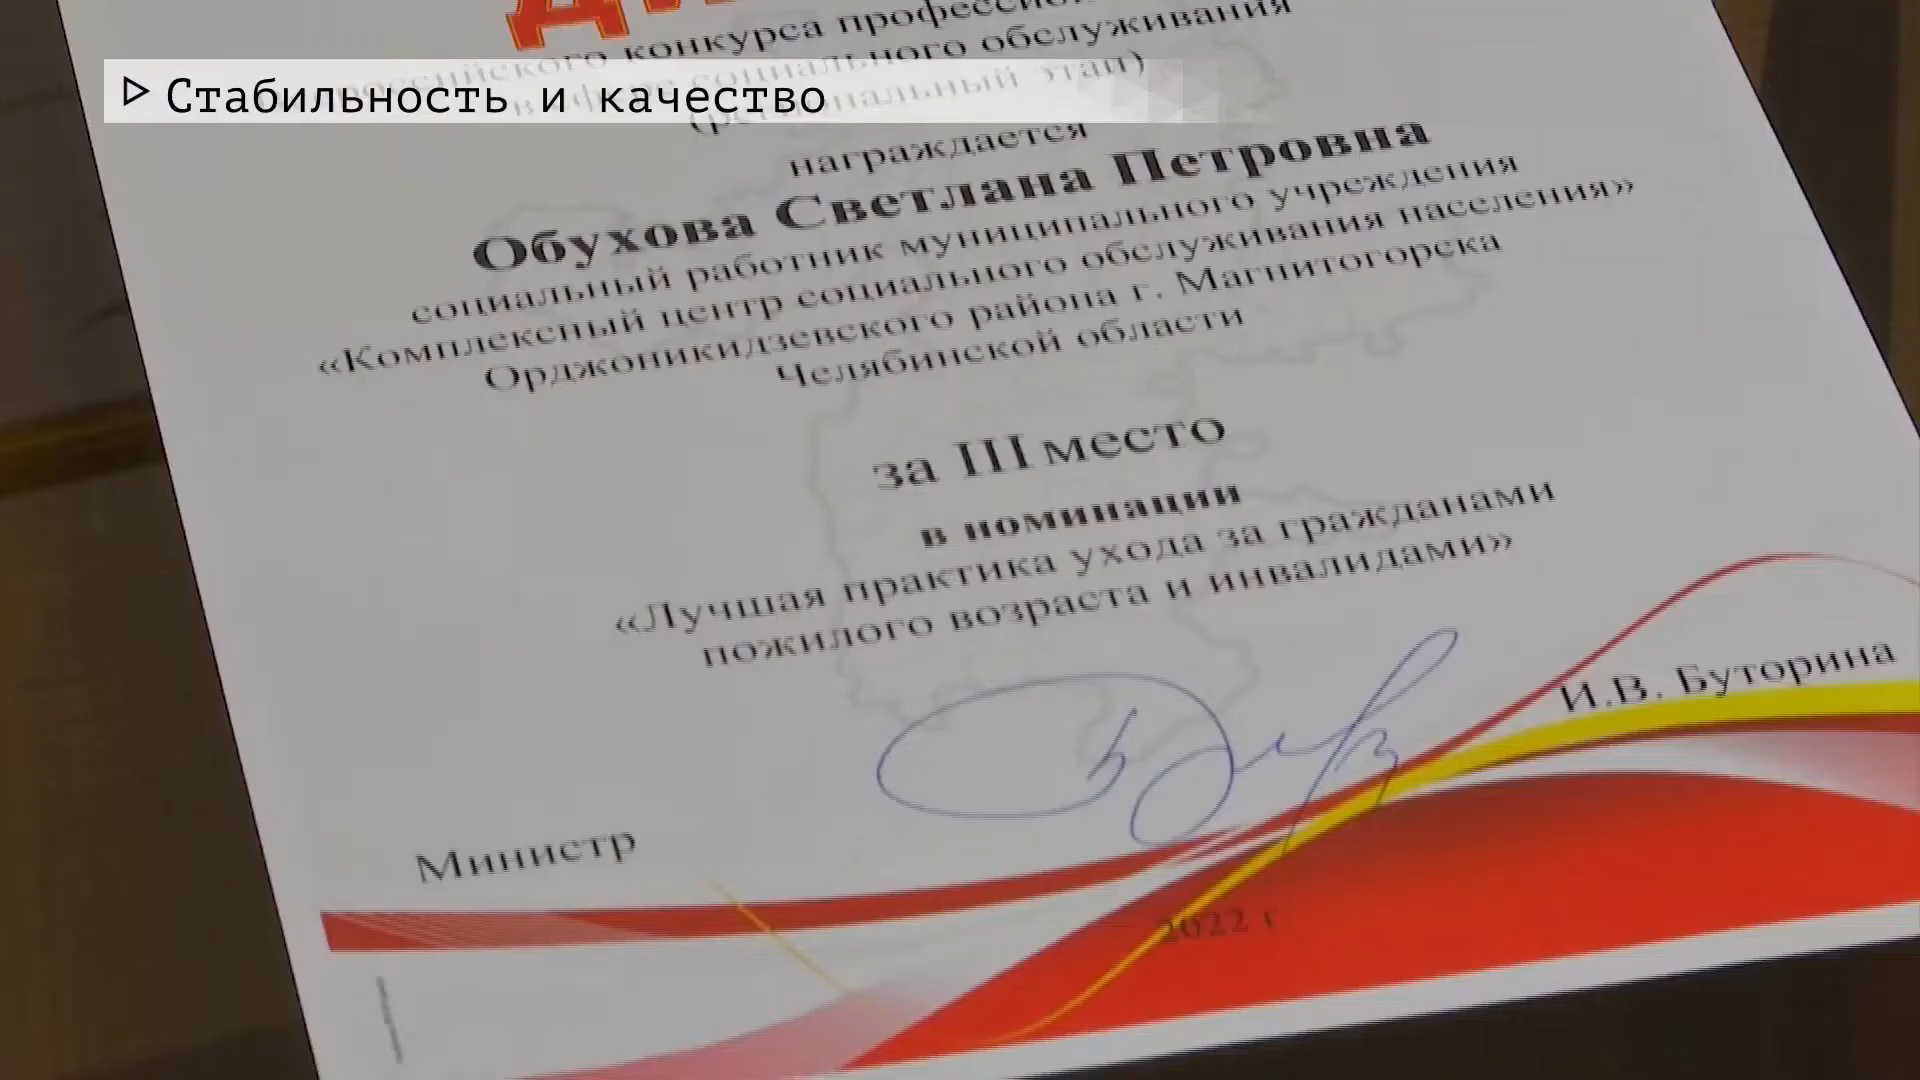 конкурса
социального обслуживания
Стабильность и качество
этап)
награждается
Обухова Светлана Петровна
социальный работник муниципального учреждения
«Комплексный центр социального обслуживания населения»
Орджоникидзевского района г. Магнитогорска
Челябинской области
за III место
в номинации
«Лучшая практика ухода за гражданами
пожилого возраста и инвалидами»
И.В. Буторина
Министр
2022 г